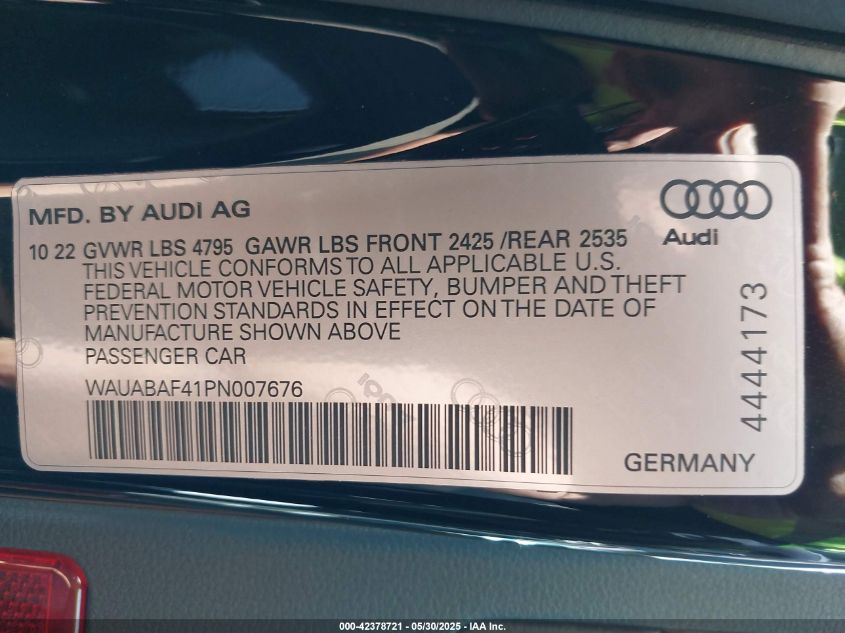 MFD. BY AUDI AG
Audi
10 22 GVWR LBS 4795 GAWR LBS FRONT 2425 /REAR 2535
THIS VEHICLE CONFORMS TO ALL APPLICABLE U.S.
FEDERAL MOTOR VEHICLE SAFETY, BUMPER AND THEFT
PREVENTION STANDARDS IN EFFECT ON THE DATE OF
MANUFACTURE SHOWN ABOVE
PASSENGER CAR
WAUABAF41PN007676
4444173
GERMANY
000-42378721 - 05/30/2025 - IAA Inc.